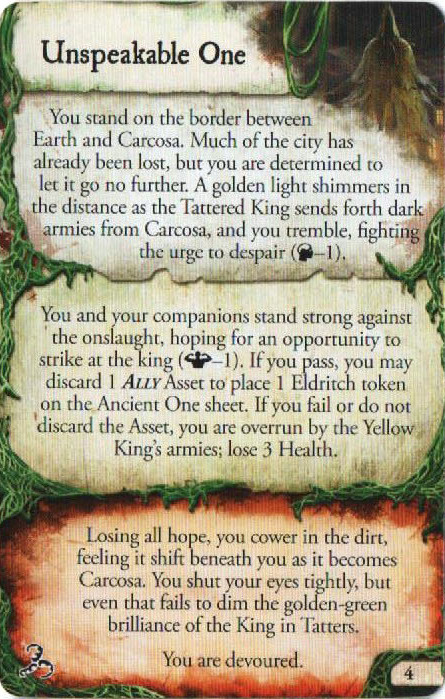 Unspeakable One
You stand on the border between
Earth and Carcosa. Much of the city has
already been lost, but you are determined to
let it go no further. A golden light shimmers in
the distance as the Tattered King sends forth dark
armies from Carcosa, and you tremble, fighting
the urge to despair (–1).
You and your companions stand strong against
the onslaught, hoping for an opportunity to
strike at the king (–1). If you pass, you may
discard 1 ALLY Asset to place 1 Eldritch token
on the Ancient One sheet. If you fail or do not
discard the Asset, you are overrun by the Yellow
King's armies; lose 3 Health.
Losing all hope, you cower in the dirt,
feeling it shift beneath you as it becomes
Carcosa. You shut your eyes tightly, but
even that fails to dim the golden-green
brilliance of the King in Tatters.
You are devoured.
4